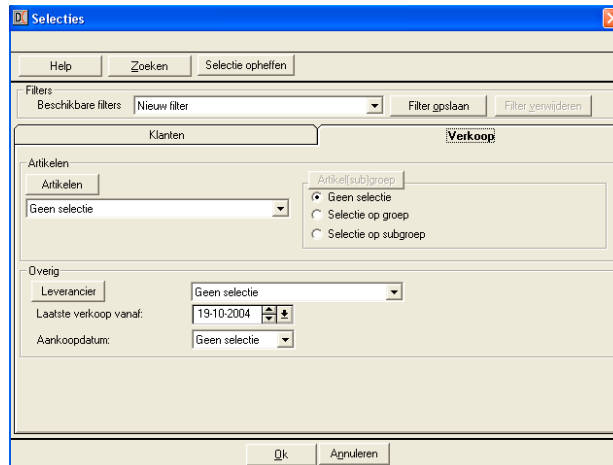 Selecties
Help Zoeken Selectie opheffen
Filters
Beschikbare filters Nieuw filter Filter opslaan Filter verwijderen
Klanten Verkoop
Artikelen
Artikelen Artikel(sub)groep
Geen selectie Geen selectie
Selectie op groep
Selectie op subgroep
Overig
Leverancier Geen selectie
Laatste verkoop vanaf: 19-10-2004
Aankoopdatum: Geen selectie
Ok Annuleren